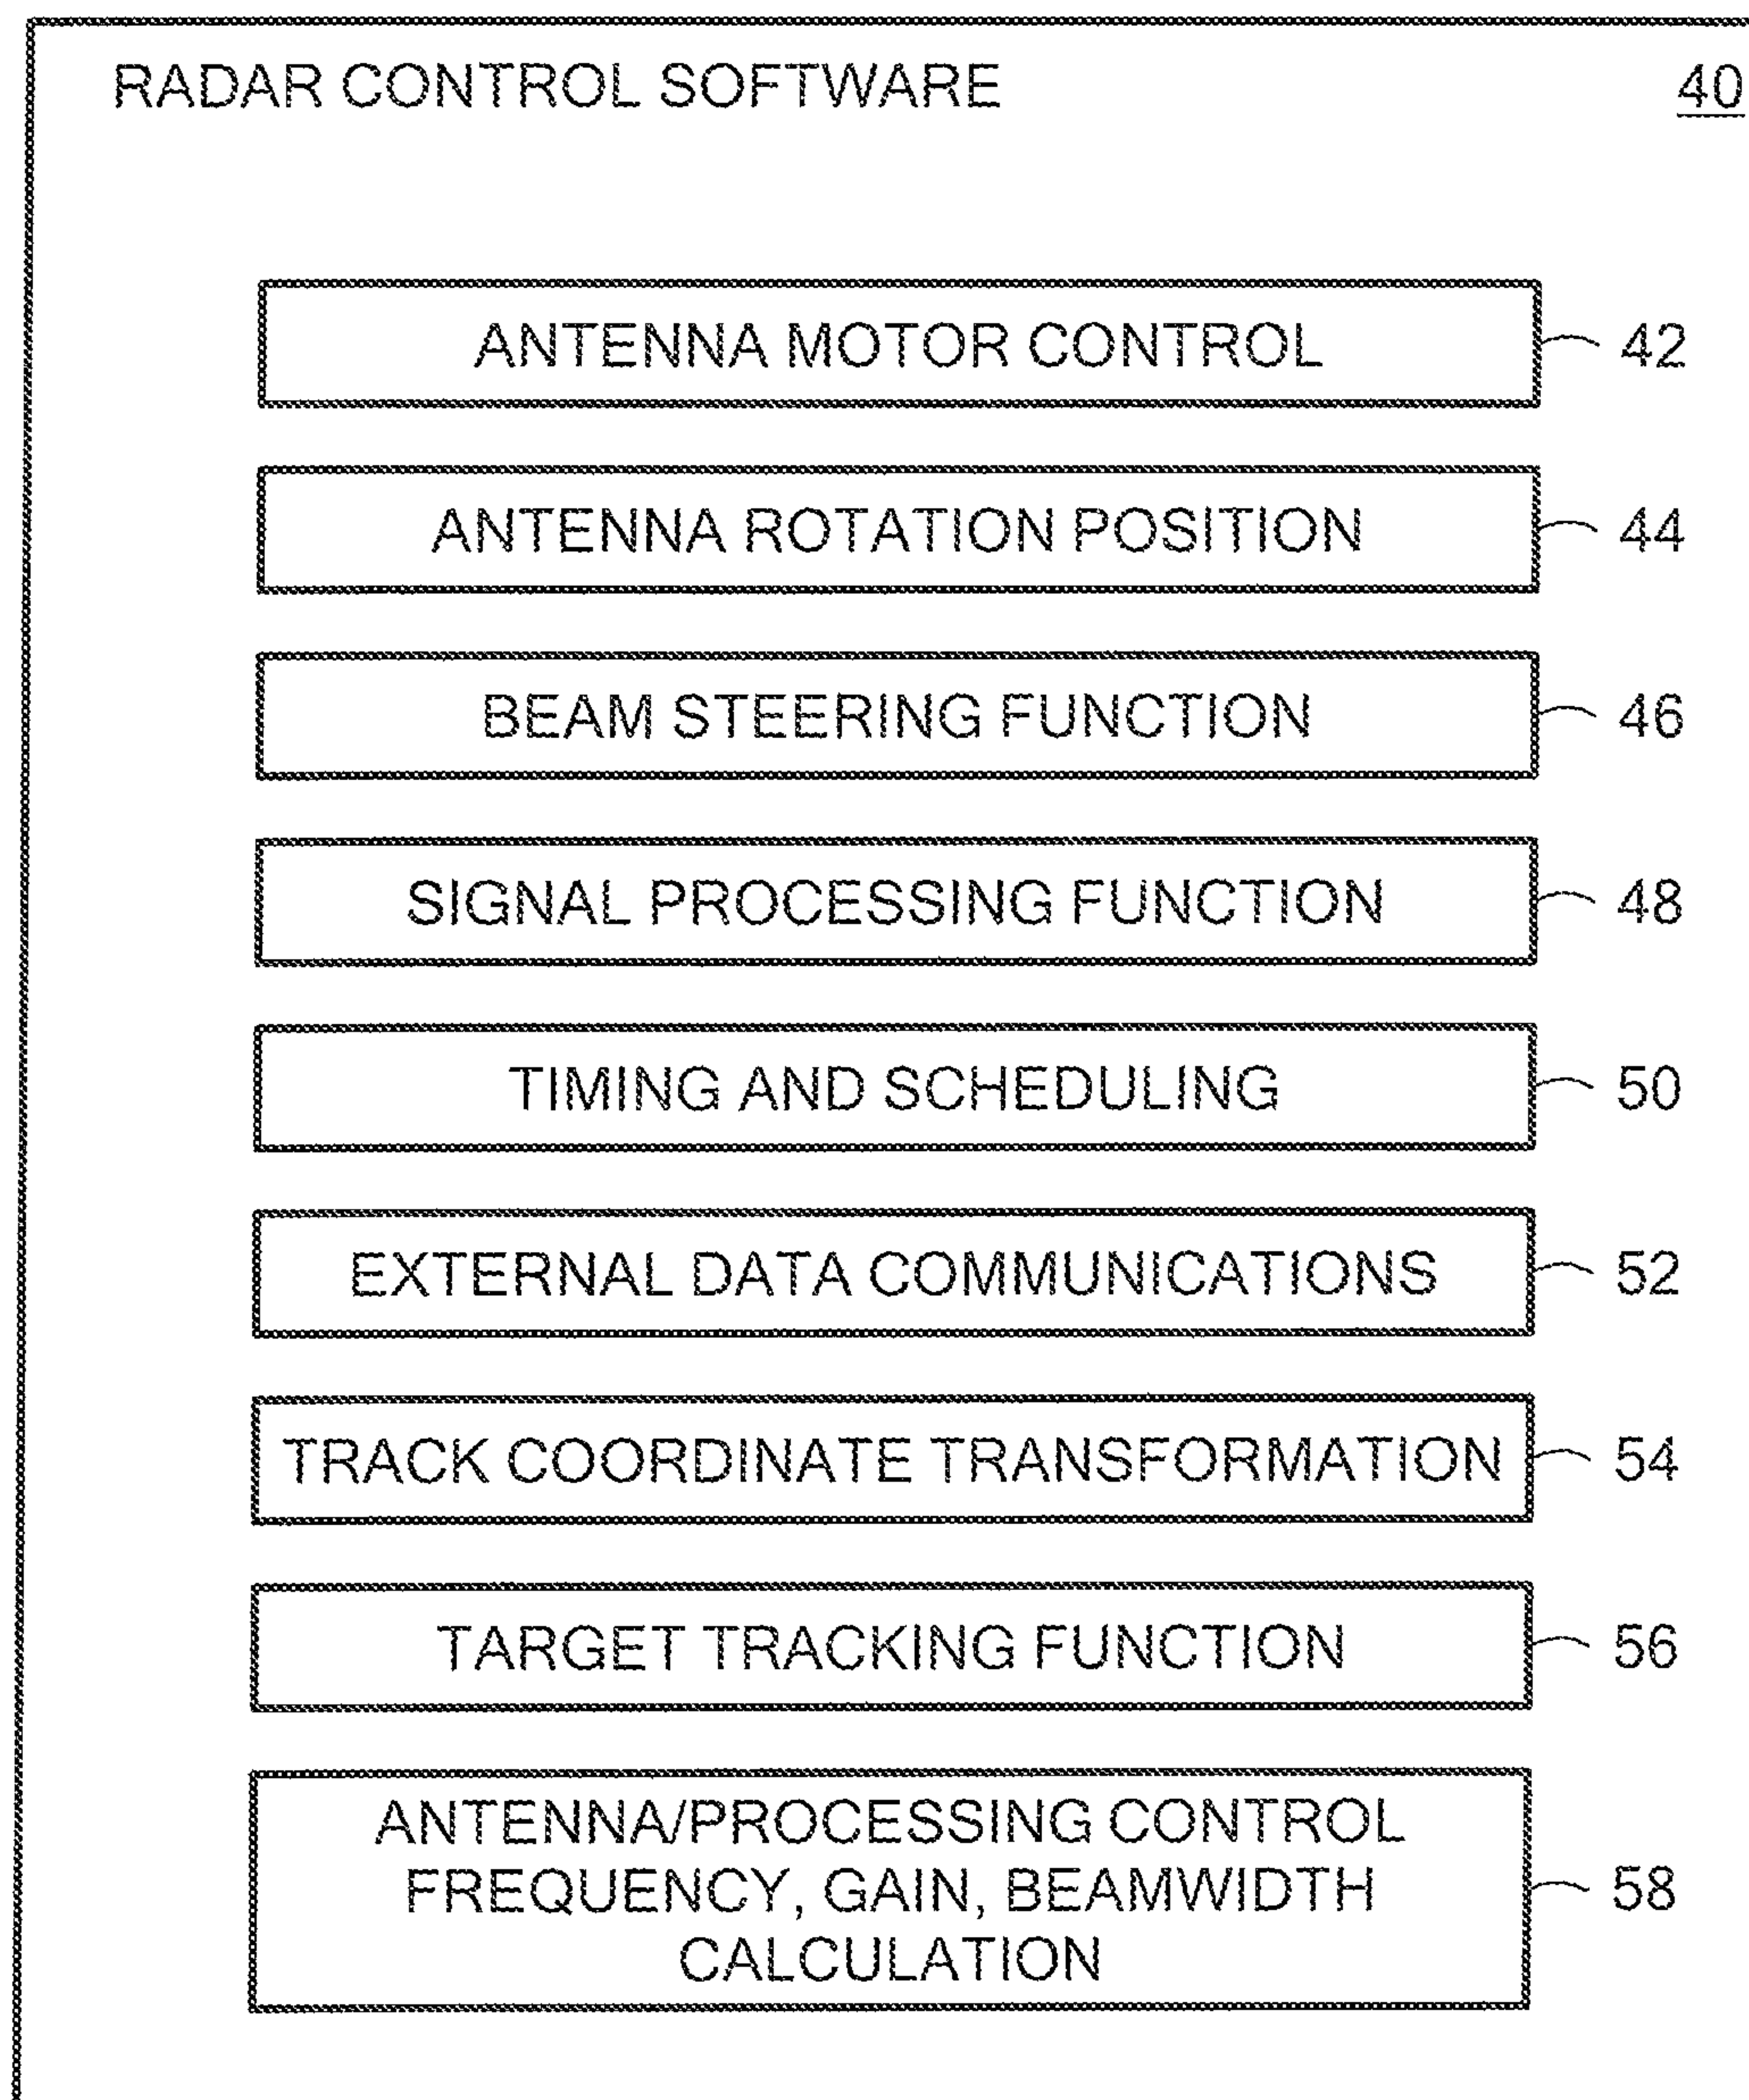 RADAR CONTROL SOFTWARE 40
ANTENNA MOTOR CONTROL 42
ANTENNA ROTATION POSITION 44
BEAM STEERING FUNCTION 46
SIGNAL PROCESSING FUNCTION 48
TIMING AND SCHEDULING 50
EXTERNAL DATA COMMUNICATIONS 52
TRACK COORDINATE TRANSFORMATION 54
TARGET TRACKING FUNCTION 56
ANTENNA/PROCESSING CONTROL
FREQUENCY, GAIN, BEAMWIDTH 58
CALCULATION